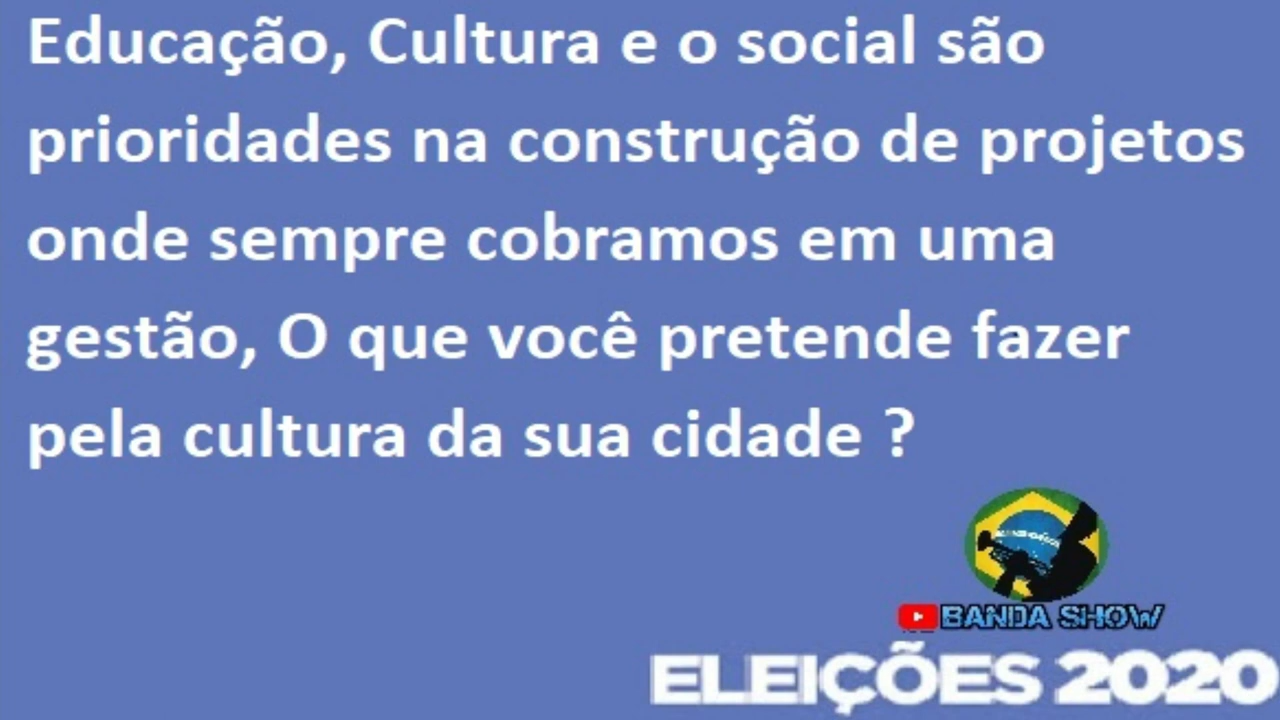 Educação, Cultura e o social são
prioridades na construção de projetos
onde sempre cobramos em uma
gestão, O que você pretende fazer
pela cultura da sua cidade ?
BANDA SHOW
ELEIÇÕES 2020